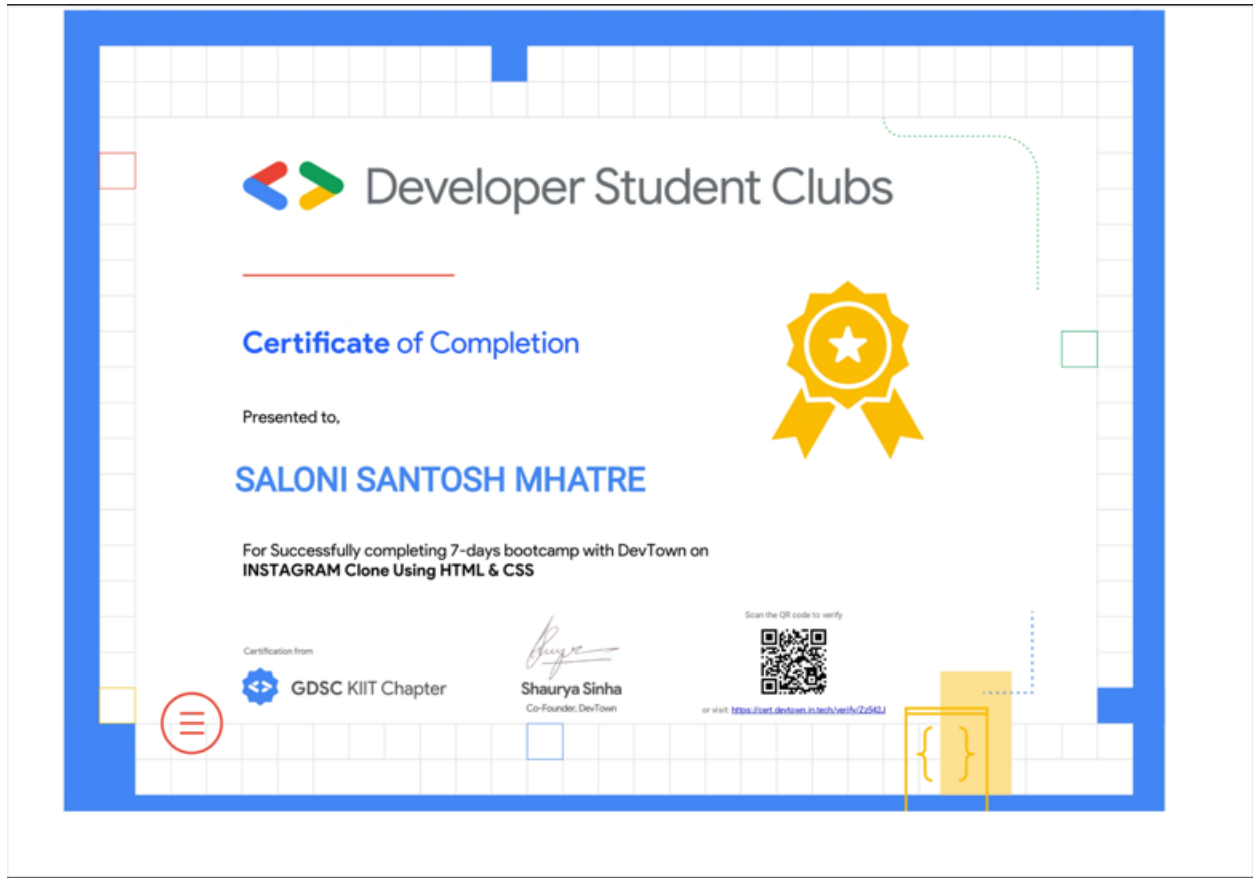 Developer Student Clubs
Certificate of Completion
Presented to,
SALONI SANTOSH MHATRE
For Successfully completing 7-days bootcamp with DevTown on
INSTAGRAM Clone Using HTML & CSS
Scan the QR code to verify
Certification from
GDSC KIIT Chapter
Shaurya Sinha
Co-Founder, DevTown
or visit: https://cert.devtown.in.tech/verify/Zz542J
{ }